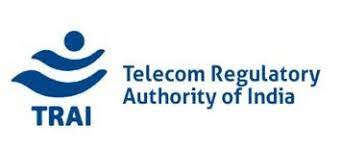 TRAI
Telecom Regulatory
Authority of India